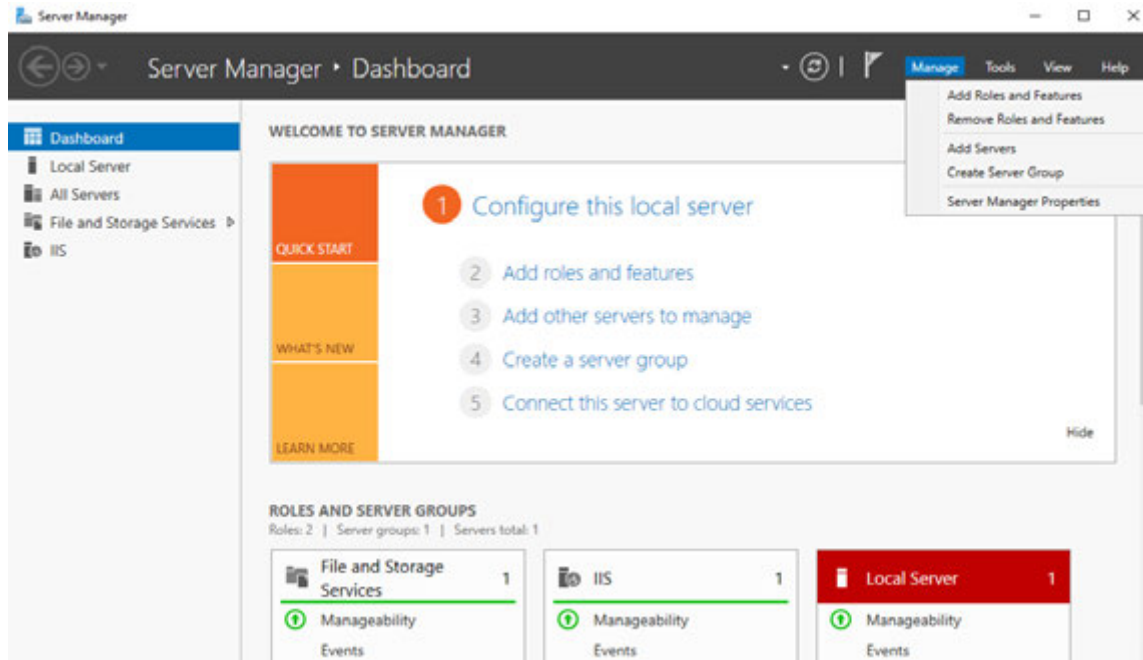 Server Manager
Server Manager • Dashboard
Manage Tools View Help
Add Roles and Features
Remove Roles and Features
Add Servers
Create Server Group
Server Manager Properties
Dashboard
Local Server
All Servers
File and Storage Services
IIS
WELCOME TO SERVER MANAGER
QUICK START
WHAT'S NEW
LEARN MORE
1 Configure this local server
2 Add roles and features
3 Add other servers to manage
4 Create a server group
5 Connect this server to cloud services
Hide
ROLES AND SERVER GROUPS
Roles: 2 | Server groups: 1 | Servers total: 1
File and Storage
Services 1
Manageability
Events
IIS 1
Manageability
Events
Local Server 1
Manageability
Events